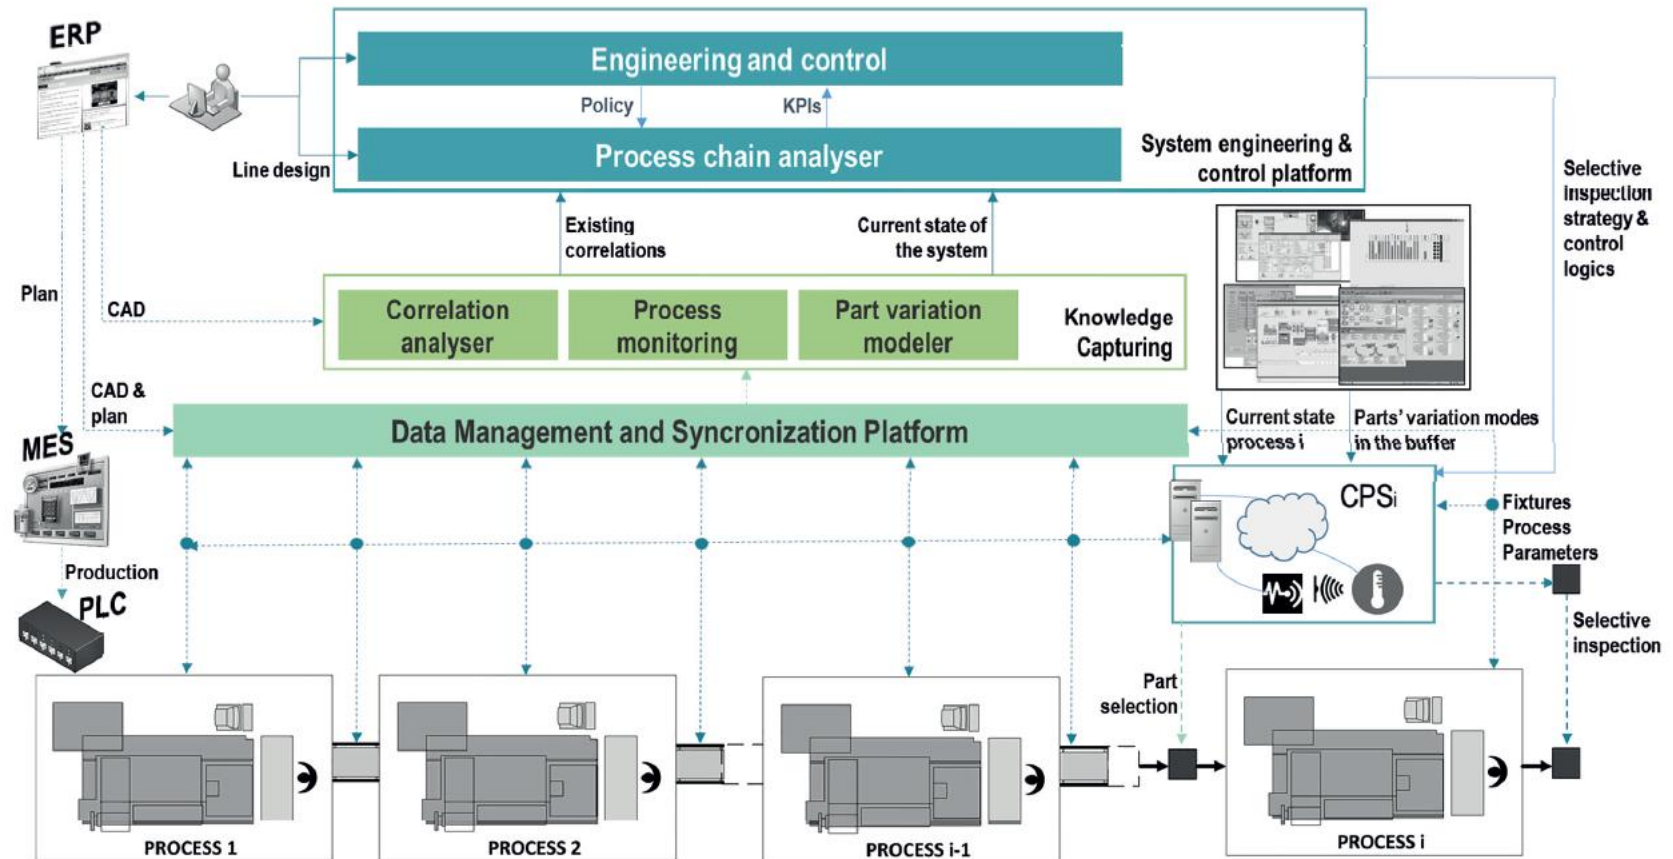 ERP
Engineering and control
Policy
KPIs
Process chain analyser
System engineering &
control platform
Line design
Selective
inspection
strategy &
control
logics
Existing
correlations
Current state of
the system
Plan
CAD
Correlation
analyser
Process
monitoring
Part variation
modeler
Knowledge
Capturing
CAD &
plan
Data Management and Syncronization Platform
Current state
process i
Parts' variation modes
in the buffer
MES
CPSi
Fixtures
Process
Parameters
Production
PLC
Selective
inspection
Part
selection
PROCESS 1
PROCESS 2
PROCESS i-1
PROCESS i